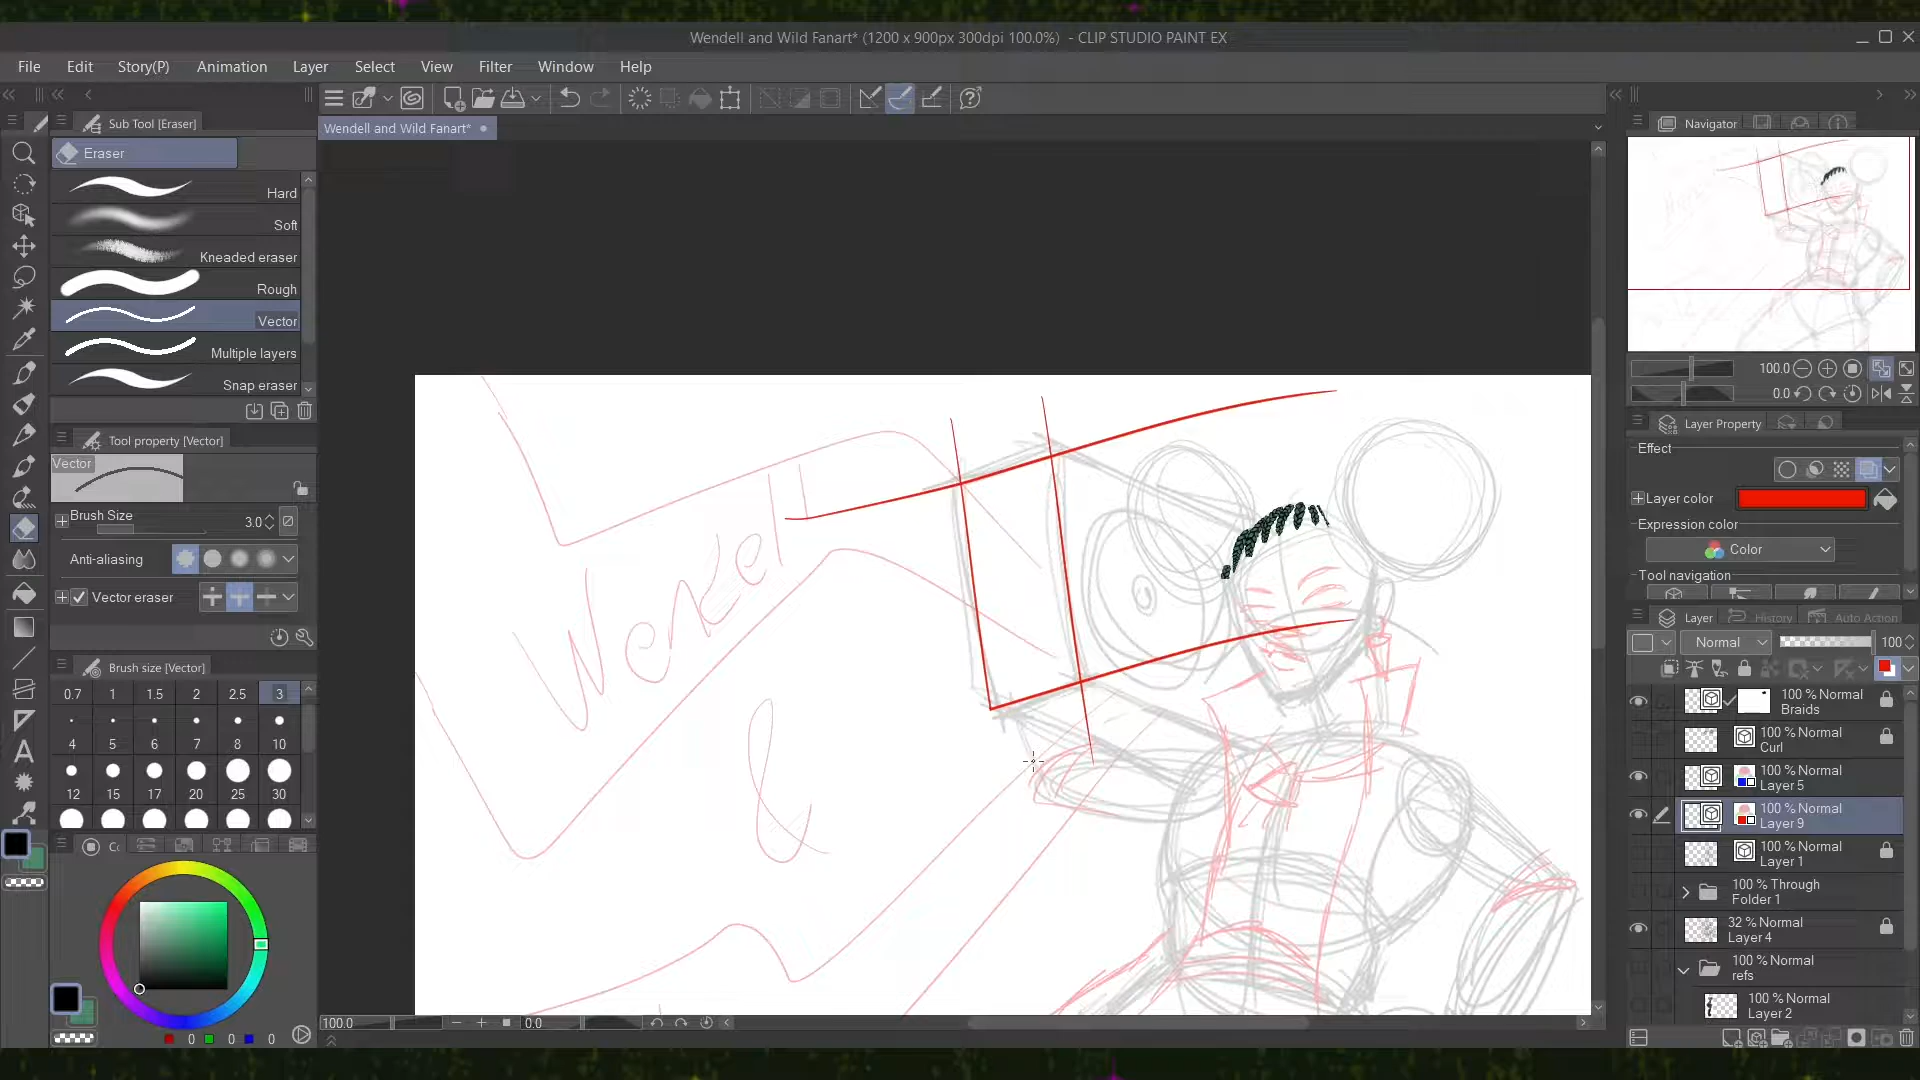 Wendell and Wild Fanart* (1200 x 900px 300dpi 100.0%) - CLIP STUDIO PAINT EX
File Edit Story(P) Animation Layer Select View Filter Window Help
Sub Tool [Eraser]
Wendell and Wild Fanart*
Navigator
Eraser
Hard
Soft
Kneaded eraser
Rough
Vector
Multiple layers
Snap eraser
Tool property [Vector]
Vector
Brush Size 3.0
Anti-aliasing
Vector eraser
Brush size [Vector]
0.7 1 1.5 2 2.5 3
4 5 6 7 8 10
12 15 17 20 25 30
0 0 0
&
100.0 0.0
100.0
0.0
Layer Property
Effect
Layer color
Expression color
Color
Tool navigation
Layer History Auto Action
Normal 100
100 % Normal
Braids
100 % Normal
Curl
100 % Normal
Layer 5
100 % Normal
Layer 9
100 % Normal
Layer 1
100 % Through
Folder 1
32 % Normal
Layer 4
100 % Normal
refs
100 % Normal
Layer 2